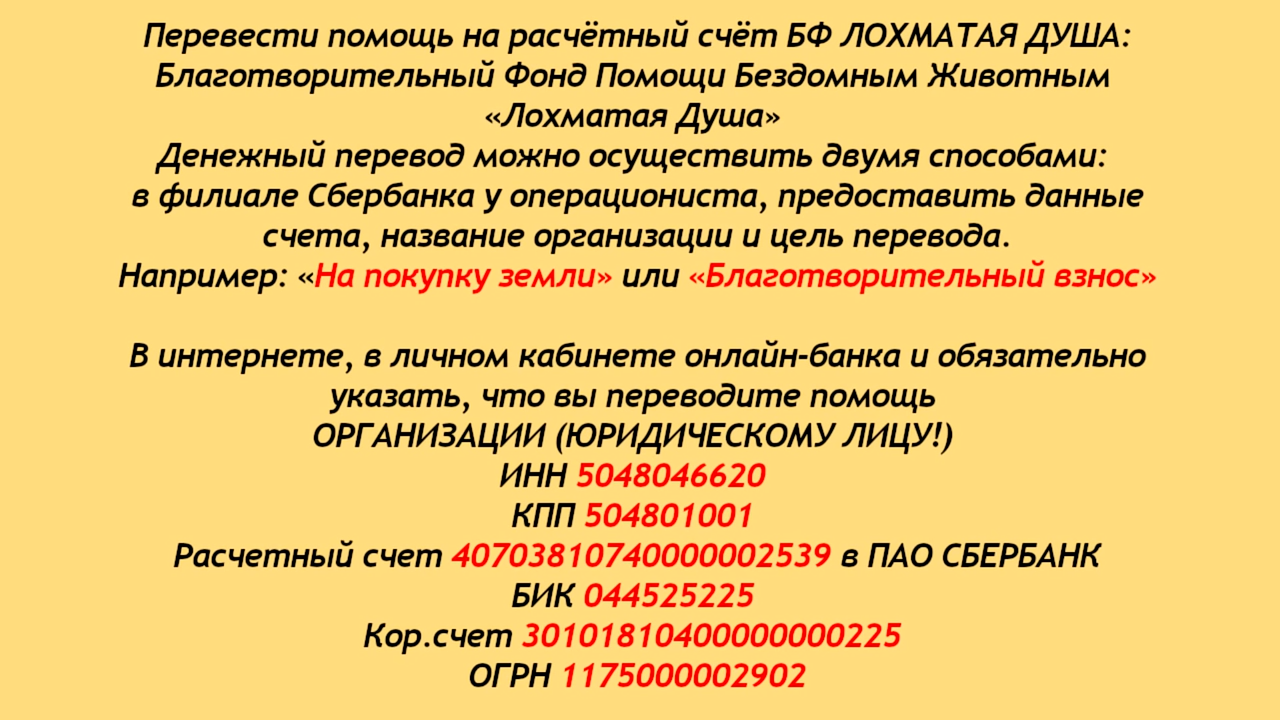 Перевести помощь на расчётный счёт БФ ЛОХМАТАЯ ДУША:
Благотворительный Фонд Помощи Бездомным Животным
«Лохматая Душа»
Денежный перевод можно осуществить двумя способами:
в филиале Сбербанка у операциониста, предоставить данные
счета, название организации и цель перевода.
Например: «На покупку земли» или «Благотворительный взнос»
В интернете, в личном кабинете онлайн-банка и обязательно
указать, что вы переводите помощь
ОРГАНИЗАЦИИ (ЮРИДИЧЕСКОМУ ЛИЦУ!)
ИНН 5048046620
КПП 504801001
Расчетный счет 40703810740000002539 в ПАО СБЕРБАНК
БИК 044525225
Кор.счет 30101810400000000225
ОГРН 1175000002902